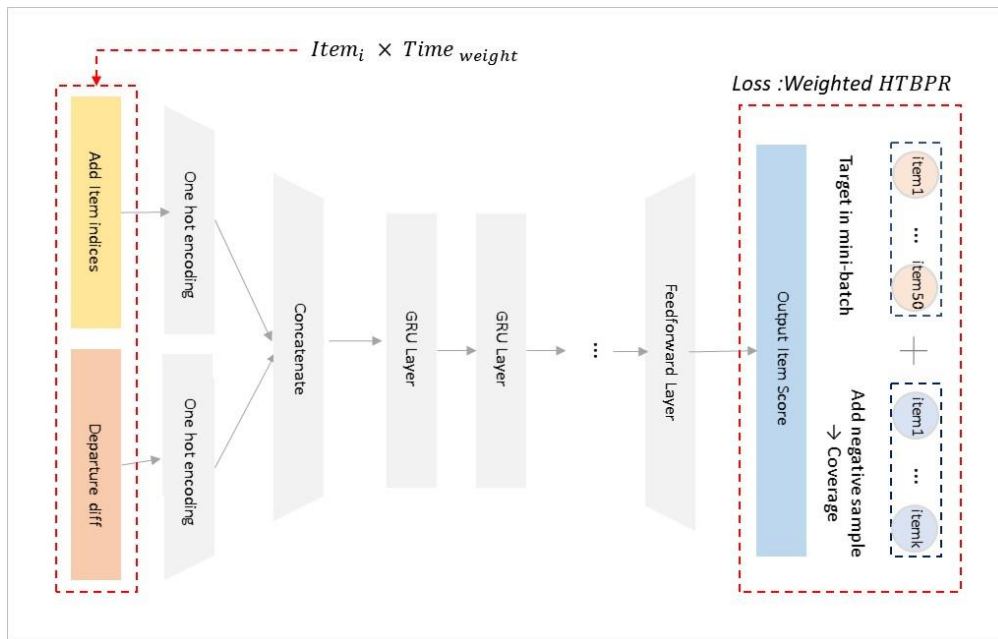 Item_i × Time_weight
Loss :Weighted HTBPR
Add Item indices
Departure diff
One hot encoding
One hot encoding
Concatenate
GRU Layer
GRU Layer
...
Feedforward Layer
Output Item Score
Target in mini-batch
item1
...
item50
+
Add negative sample
→ Coverage
item1
...
itemk